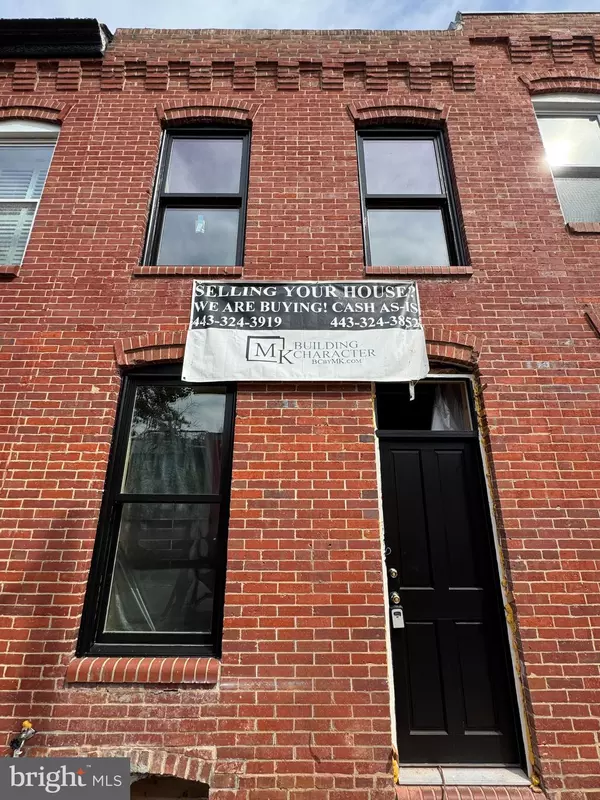 SELLING YOUR HOUSE?
WE ARE BUYING! CASH AS-IS
443-324-3919 443-324-3852
MK BUILDING
CHARACTER
BCBYMK.COM
bright MLS